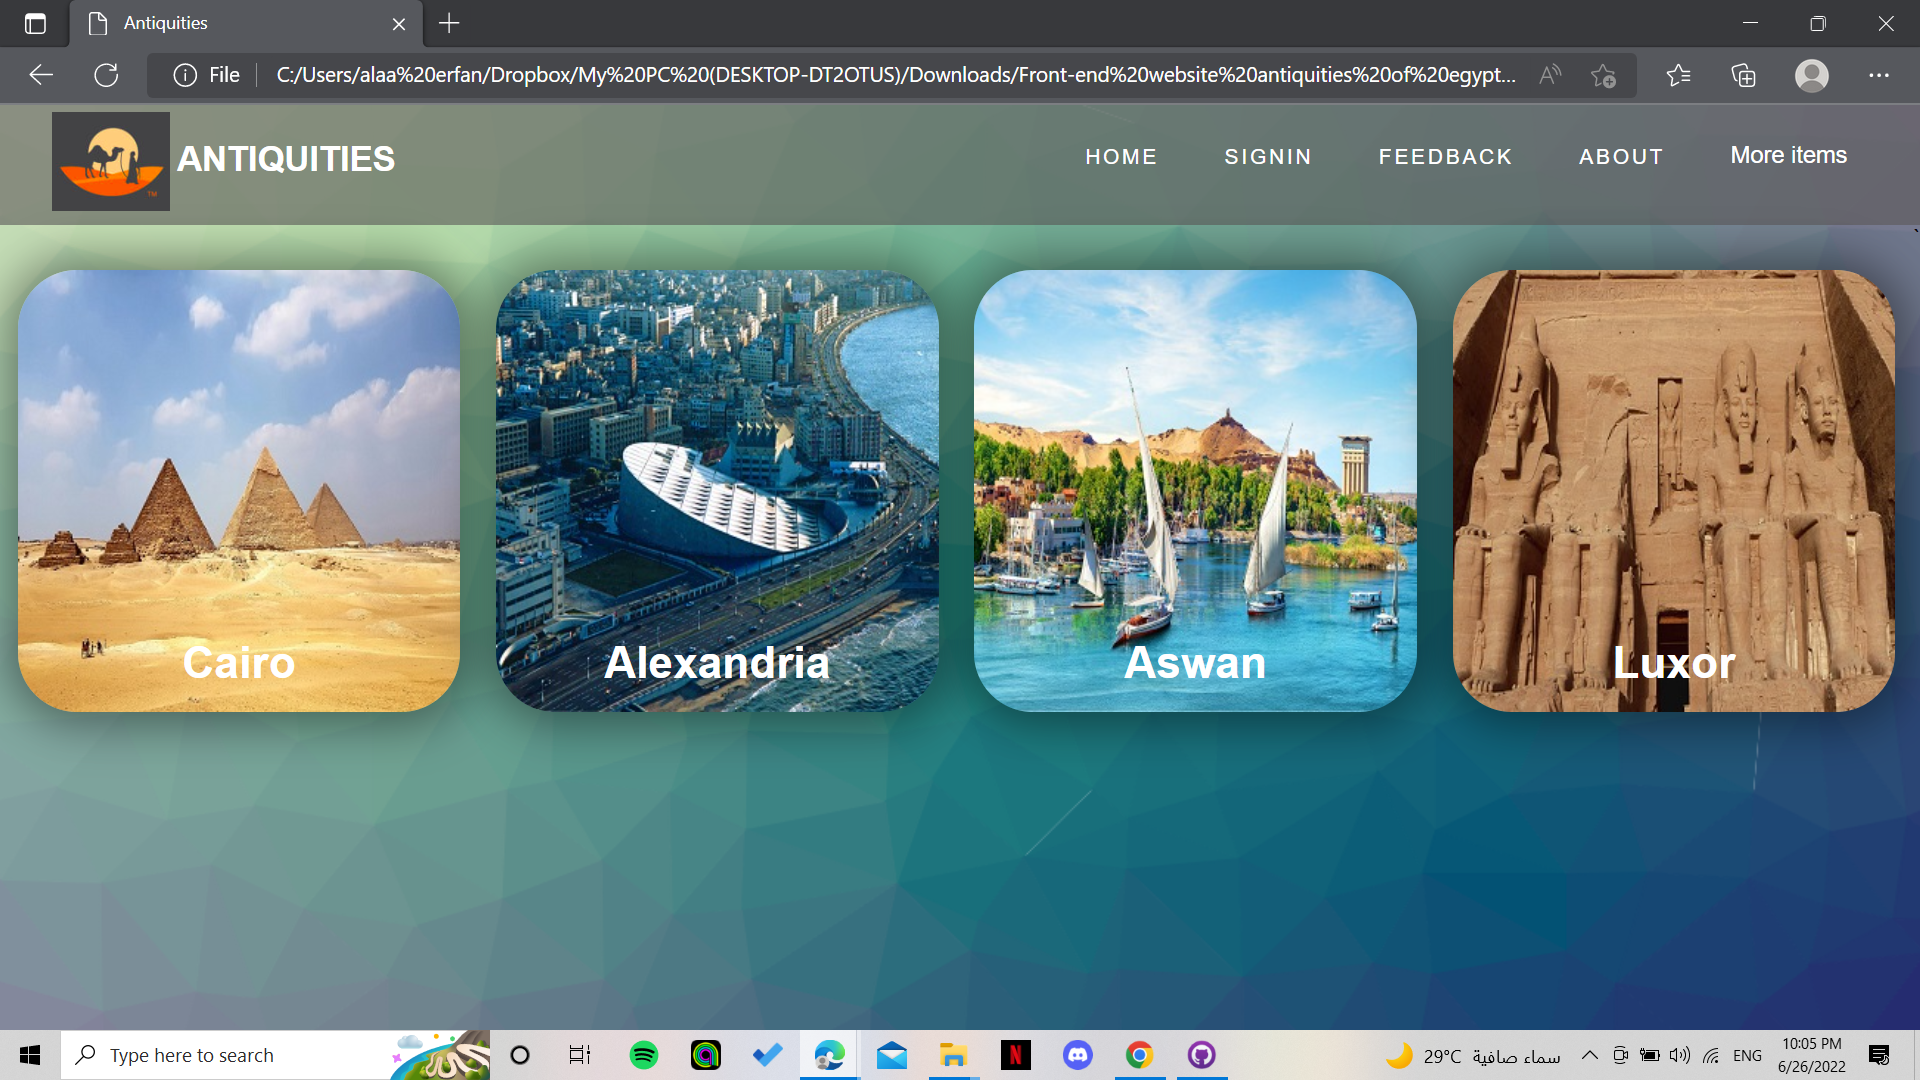 Antiquities
File
C:/Users/alaa%20erfan/Dropbox/My%20PC%20(DESKTOP-DT2OTUS)/Downloads/Front-end%20website%20antiquities%20of%20egypt...
TM
ANTIQUITIES
HOME
SIGNIN
FEEDBACK
ABOUT
More items
Cairo
Alexandria
Aswan
Luxor
Type here to search
29°C سماء صافية
ENG
10:05 PM
6/26/2022